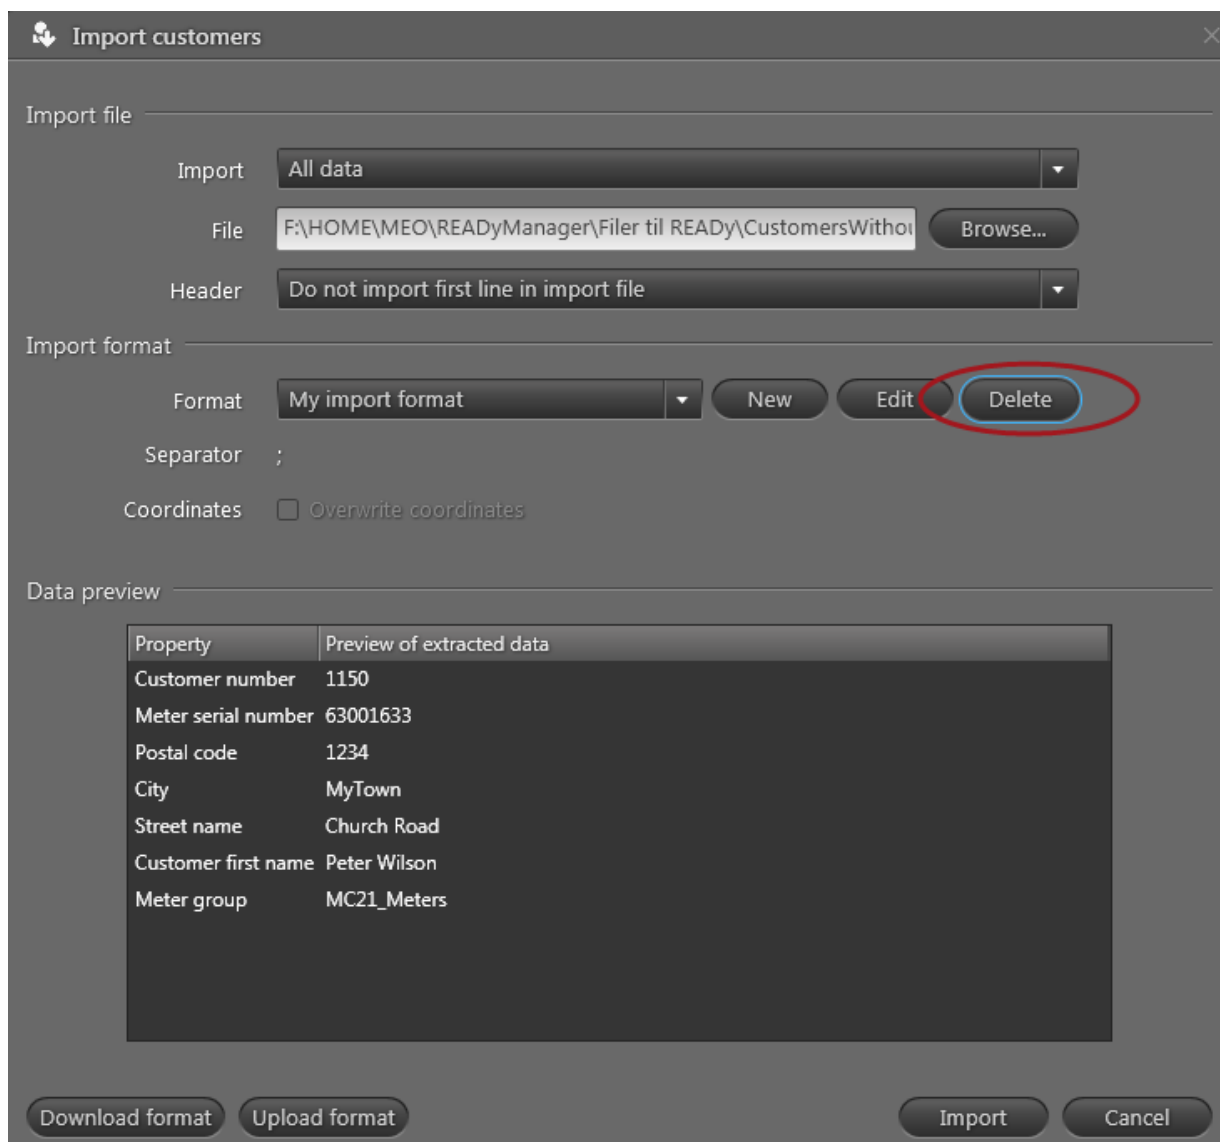 Import customers
Import file
Import All data
File F:\HOME\MEO\READyManager\Filer til READy\CustomersWithou Browse...
Header Do not import first line in import file
Import format
Format My import format New Edit Delete
Separator ;
Coordinates Overwrite coordinates
Data preview
Property Preview of extracted data
Customer number 1150
Meter serial number 63001633
Postal code 1234
City MyTown
Street name Church Road
Customer first name Peter Wilson
Meter group MC21_Meters
Download format Upload format Import Cancel